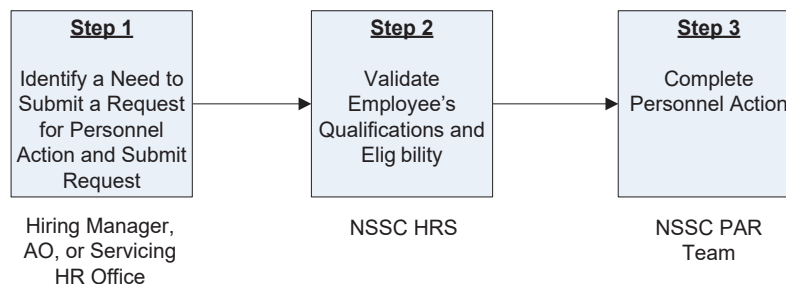 Step 1
Identify a Need to
Submit a Request
for Personnel
Action and Submit
Request
Hiring Manager,
AO, or Servicing
HR Office
Step 2
Validate
Employee's
Qualifications and
Elig bility
NSSC HRS
Step 3
Complete
Personnel Action
NSSC PAR
Team